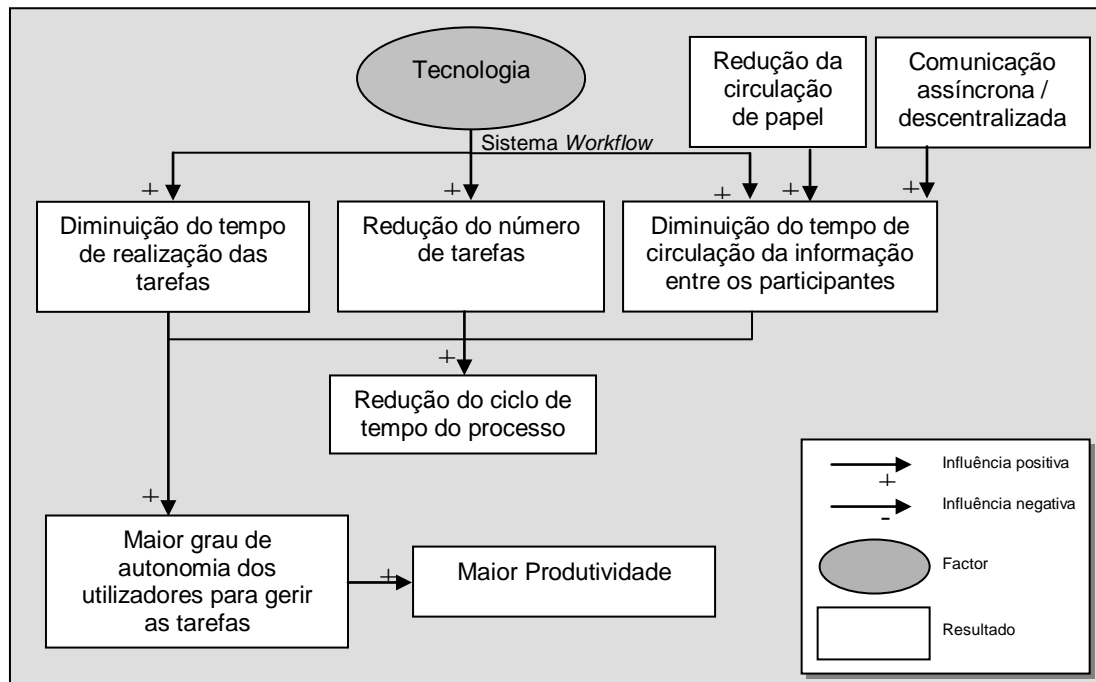 Tecnologia
Redução da
circulação
de papel
Comunicação
assíncrona /
descentralizada
Sistema Workflow
+
+
+
+
+
Diminuição do tempo
de realização das
tarefas
Redução do número
de tarefas
Diminuição do tempo de
circulação da informação
entre os participantes
+
Redução do ciclo de
tempo do processo
+
Maior grau de
autonomia dos
utilizadores para gerir
as tarefas
+
Maior Produtividade
Influência positiva
+
Influência negativa
-
Factor
Resultado